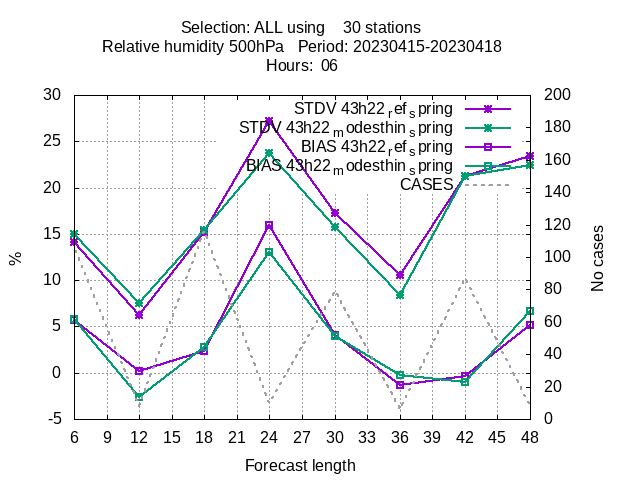 Selection: ALL using    30 stations
Relative humidity 500hPa   Period: 20230415-20230418
Hours:  06
STDV 43h22_ref_spring
STDV 43h22_modesthin_spring
BIAS 43h22_ref_spring
BIAS 43h22_modesthin_spring
CASES
30
25
20
15
10
5
0
-5
%
200
180
160
140
120
100
80
60
40
20
0
No cases
6 9 12 15 18 21 24 27 30 33 36 39 42 45 48
Forecast length